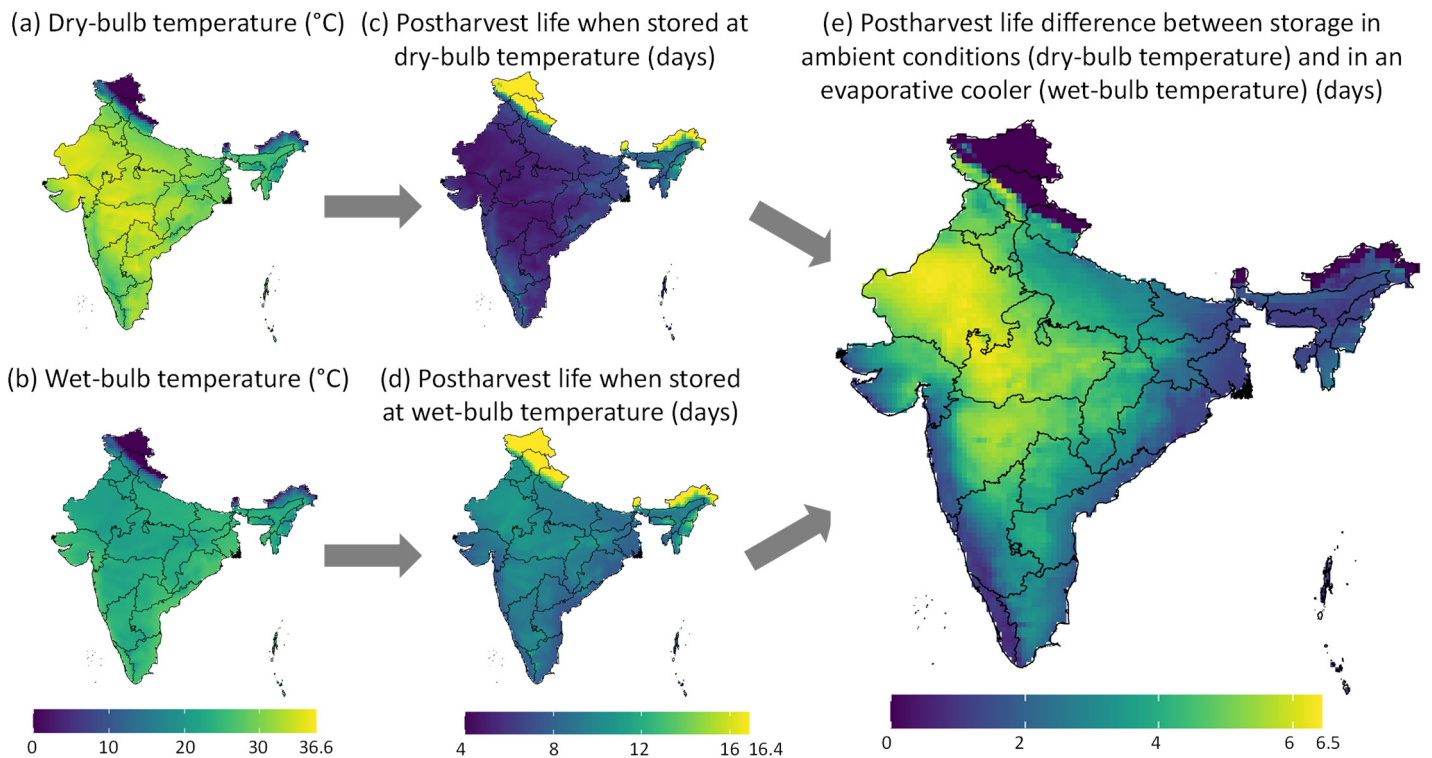 (a) Dry-bulb temperature (°C)
(c) Postharvest life when stored at
dry-bulb temperature (days)
(e) Postharvest life difference between storage in
ambient conditions (dry-bulb temperature) and in an
evaporative cooler (wet-bulb temperature) (days)
(b) Wet-bulb temperature (°C)
(d) Postharvest life when stored
at wet-bulb temperature (days)
0 10 20 30 36.6
4 8 12 16 16.4
0 2 4 6 6.5